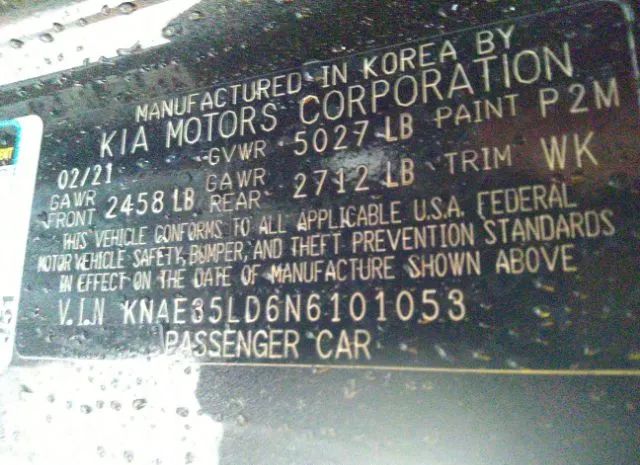 MANUFACTURED IN KOREA BY
KIA MOTORS CORPORATION
02/21 GVWR 5027 LB PAINT P2M
GAWR FRONT 2458 LB GAWR REAR 2712 LB TRIM WK
THIS VEHICLE CONFORMS TO ALL APPLICABLE U.S.A. FEDERAL
MOTOR VEHICLE SAFETY, BUMPER, AND THEFT PREVENTION STANDARDS
IN EFFECT ON THE DATE OF MANUFACTURE SHOWN ABOVE
V.I.N KNAE35LD6N6101053
PASSENGER CAR